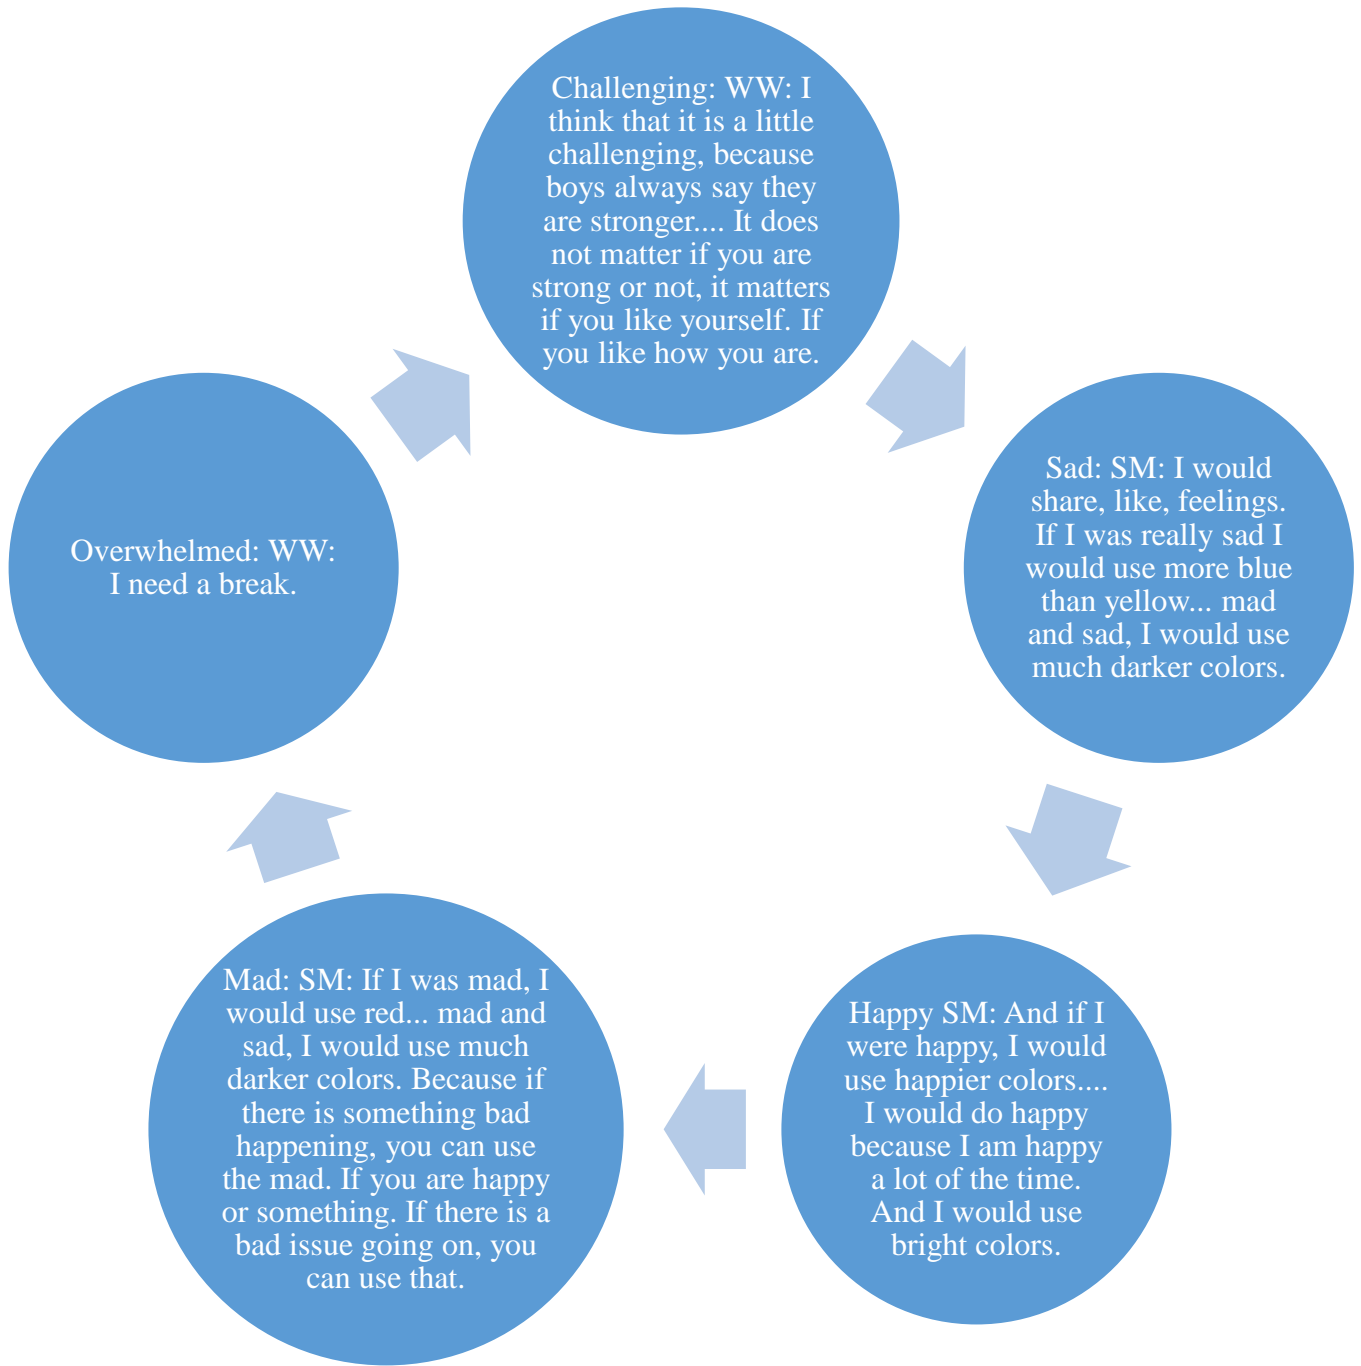 Challenging: WW: I
think that it is a little
challenging, because
boys always say they
are stronger.... It does
not matter if you are
strong or not, it matters
if you like yourself. If
you like how you are.
Sad: SM: I would
share, like, feelings.
If I was really sad I
would use more blue
than yellow... mad
and sad, I would use
much darker colors.
Happy SM: And if I
were happy, I would
use happier colors....
I would do happy
because I am happy
a lot of the time.
And I would use
bright colors.
Mad: SM: If I was mad, I
would use red... mad and
sad, I would use much
darker colors. Because if
there is something bad
happening, you can use
the mad. If you are happy
or something. If there is a
bad issue going on, you
can use that.
Overwhelmed: WW:
I need a break.